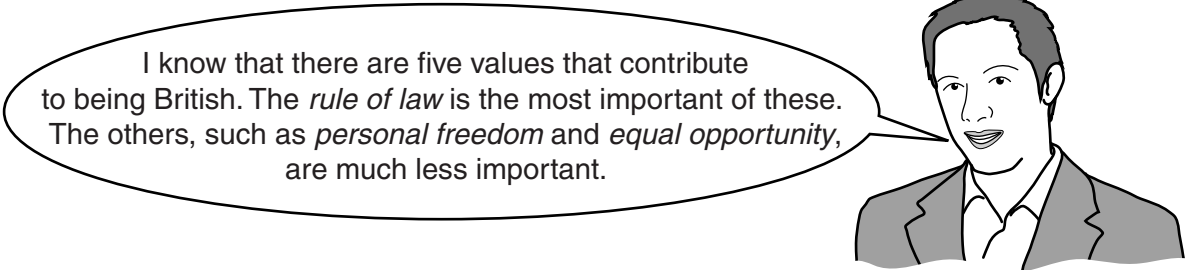 I know that there are five values that contribute
to being British. The rule of law is the most important of these.
The others, such as personal freedom and equal opportunity,
are much less important.